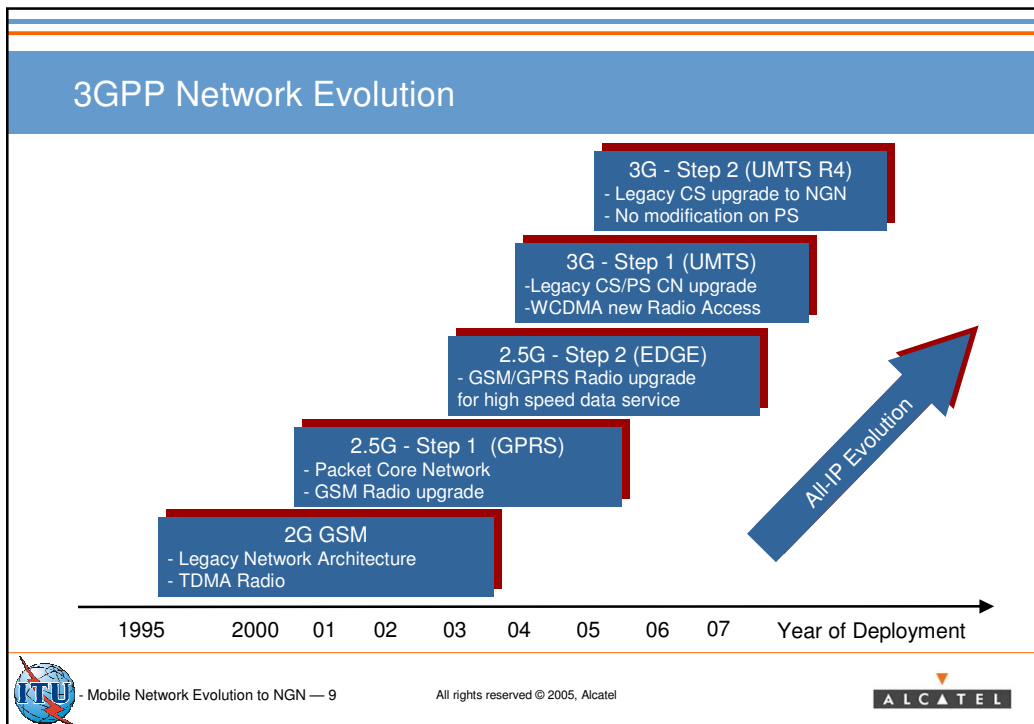 3GPP Network Evolution
3G - Step 2 (UMTS R4)
- Legacy CS upgrade to NGN
- No modification on PS
3G - Step 1 (UMTS)
-Legacy CS/PS CN upgrade
-WCDMA new Radio Access
2.5G - Step 2 (EDGE)
- GSM/GPRS Radio upgrade
for high speed data service
2.5G - Step 1 (GPRS)
- Packet Core Network
- GSM Radio upgrade
2G GSM
- Legacy Network Architecture
- TDMA Radio
All-IP Evolution
1995 2000 01 02 03 04 05 06 07 Year of Deployment
ITU
- Mobile Network Evolution to NGN — 9
All rights reserved © 2005, Alcatel
ALCATEL